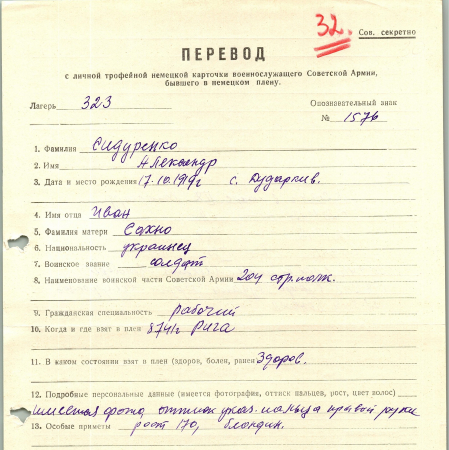 32.
Сов. секретно
ПЕРЕВОД
с личной трофейной немецкой карточки военнослужащего Советской Армии,
бывшего в немецком плену.
Лагерь 323
Опознавательный знак
№ 1576
1. Фамилия Сидуренко
2. Имя Александр
3. Дата и место рождения 17.10.1919г с. Дударкив.
4. Имя отца Иван
5. Фамилия матери Сахно
6. Национальность украинец
7. Воинское звание солдат
8. Наименование воинской части Советской Армии 204 стр. полк.
9. Гражданская специальность рабочий
10. Когда и где взят в плен 8 7 41г Рига
11. В каком состоянии взят в плен (здоров, болен, ранен) Здоров.
12. Подробные персональные данные (имеется фотография, оттиск пальцев, рост, цвет волос)
Имеется фото, оттиск указ. пальца правой руки
13. Особые приметы рост 170, блондин.